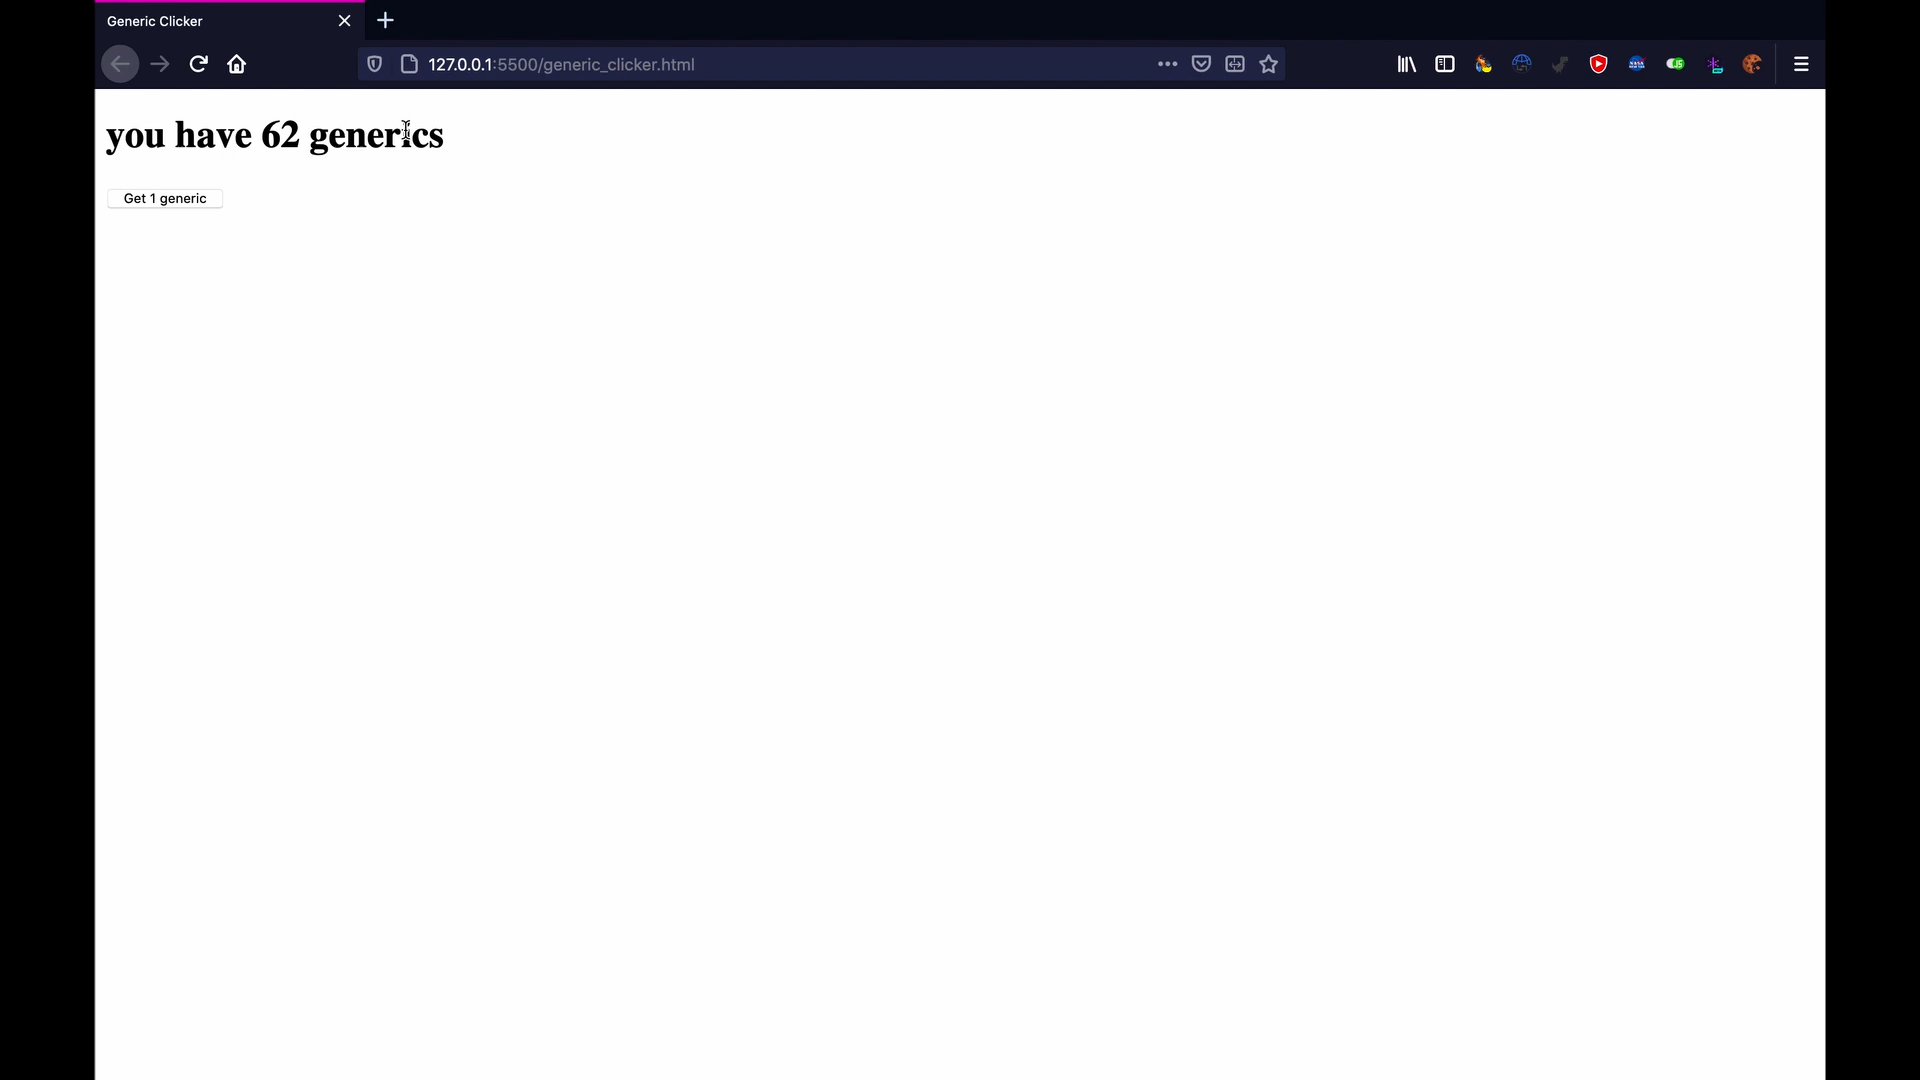 Generic Clicker
127.0.0.1:5500/generic_clicker.html
you have 62 generics
Get 1 generic